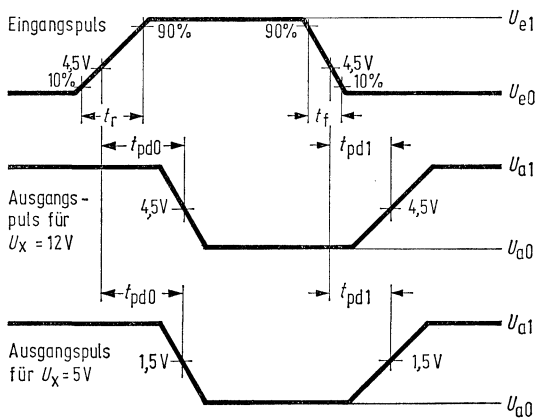 Eingangspuls
90%
90%
U_e1
4,5V
4,5V
10%
10%
U_e0
t_r
t_f
t_pd0
t_pd1
U_a1
Ausgangs-
puls für
U_X = 12V
4,5V
4,5V
U_a0
t_pd0
t_pd1
U_a1
Ausgangspuls
für U_X = 5V
1,5V
1,5V
U_a0